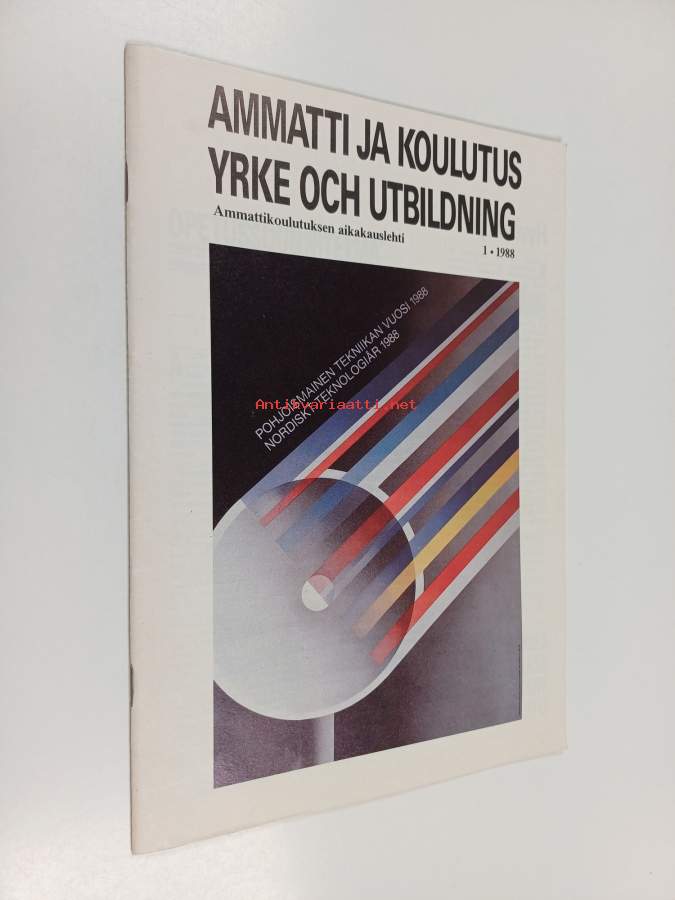 AMMATTI JA KOULUTUS
YRKE OCH UTBILDNING
Ammattikoulutuksen aikakauslehti
1 • 1988
POHJOISMAINEN TEKNIIKAN VUOSI 1988
NORDISKT TEKNOLOGIÅR 1988
Antikvariaatti.net